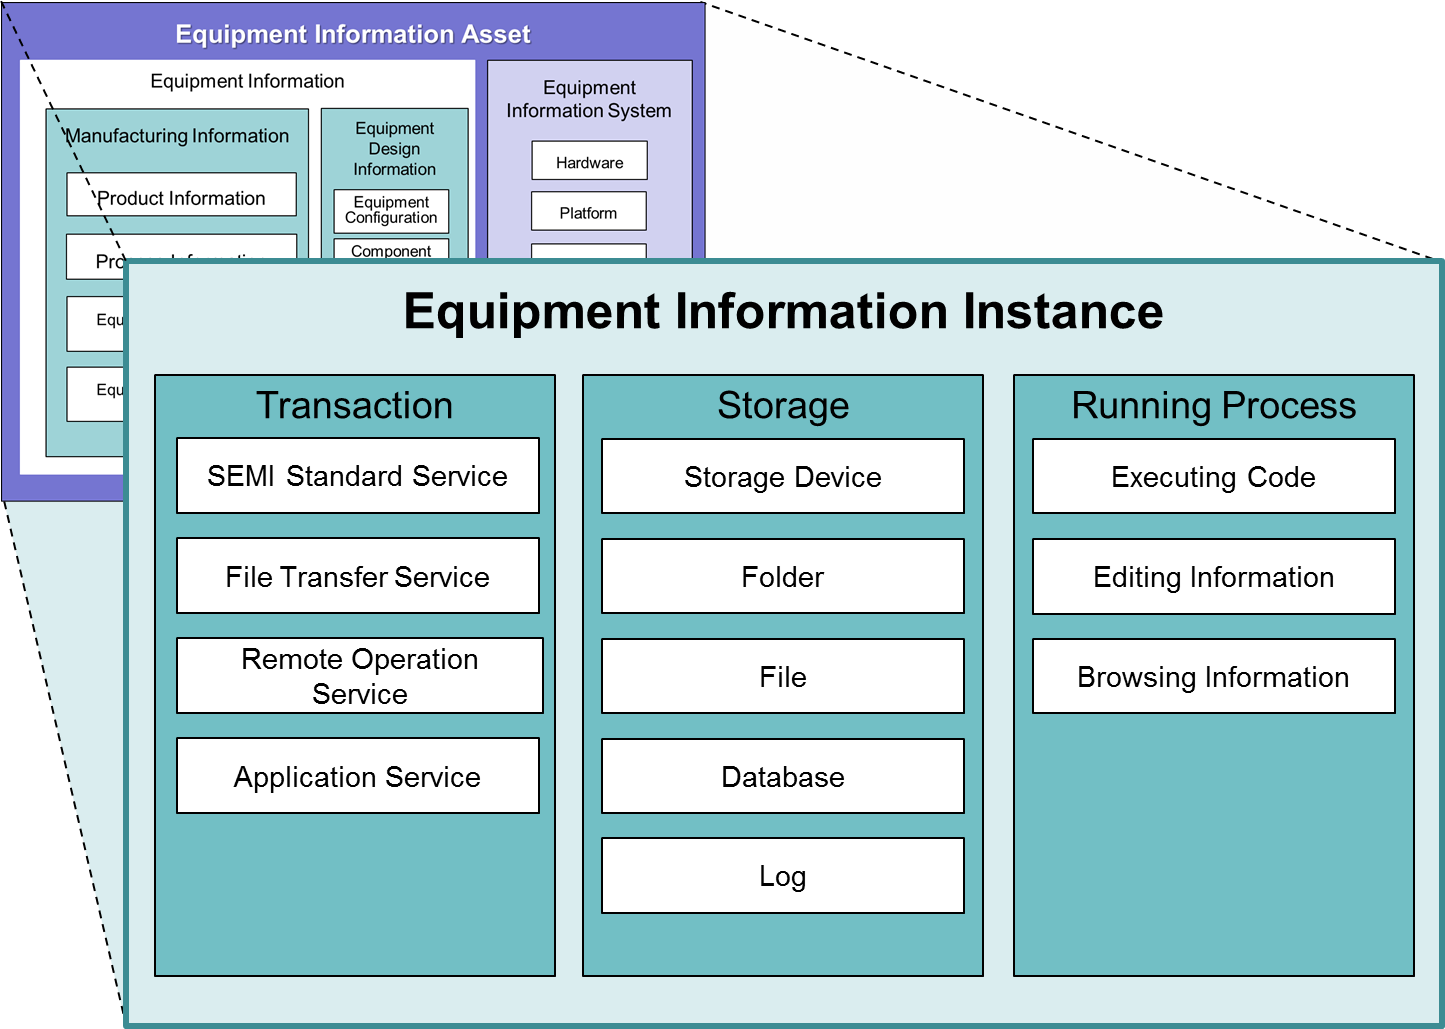 Equipment Information Asset
Equipment Information
Manufacturing Information
Product Information
Equipment
Design
Information
Equipment
Configuration
Component
Equipment
Information System
Hardware
Platform
Equipment Information Instance
Transaction
SEMI Standard Service
File Transfer Service
Remote Operation
Service
Application Service
Storage
Storage Device
Folder
File
Database
Log
Running Process
Executing Code
Editing Information
Browsing Information